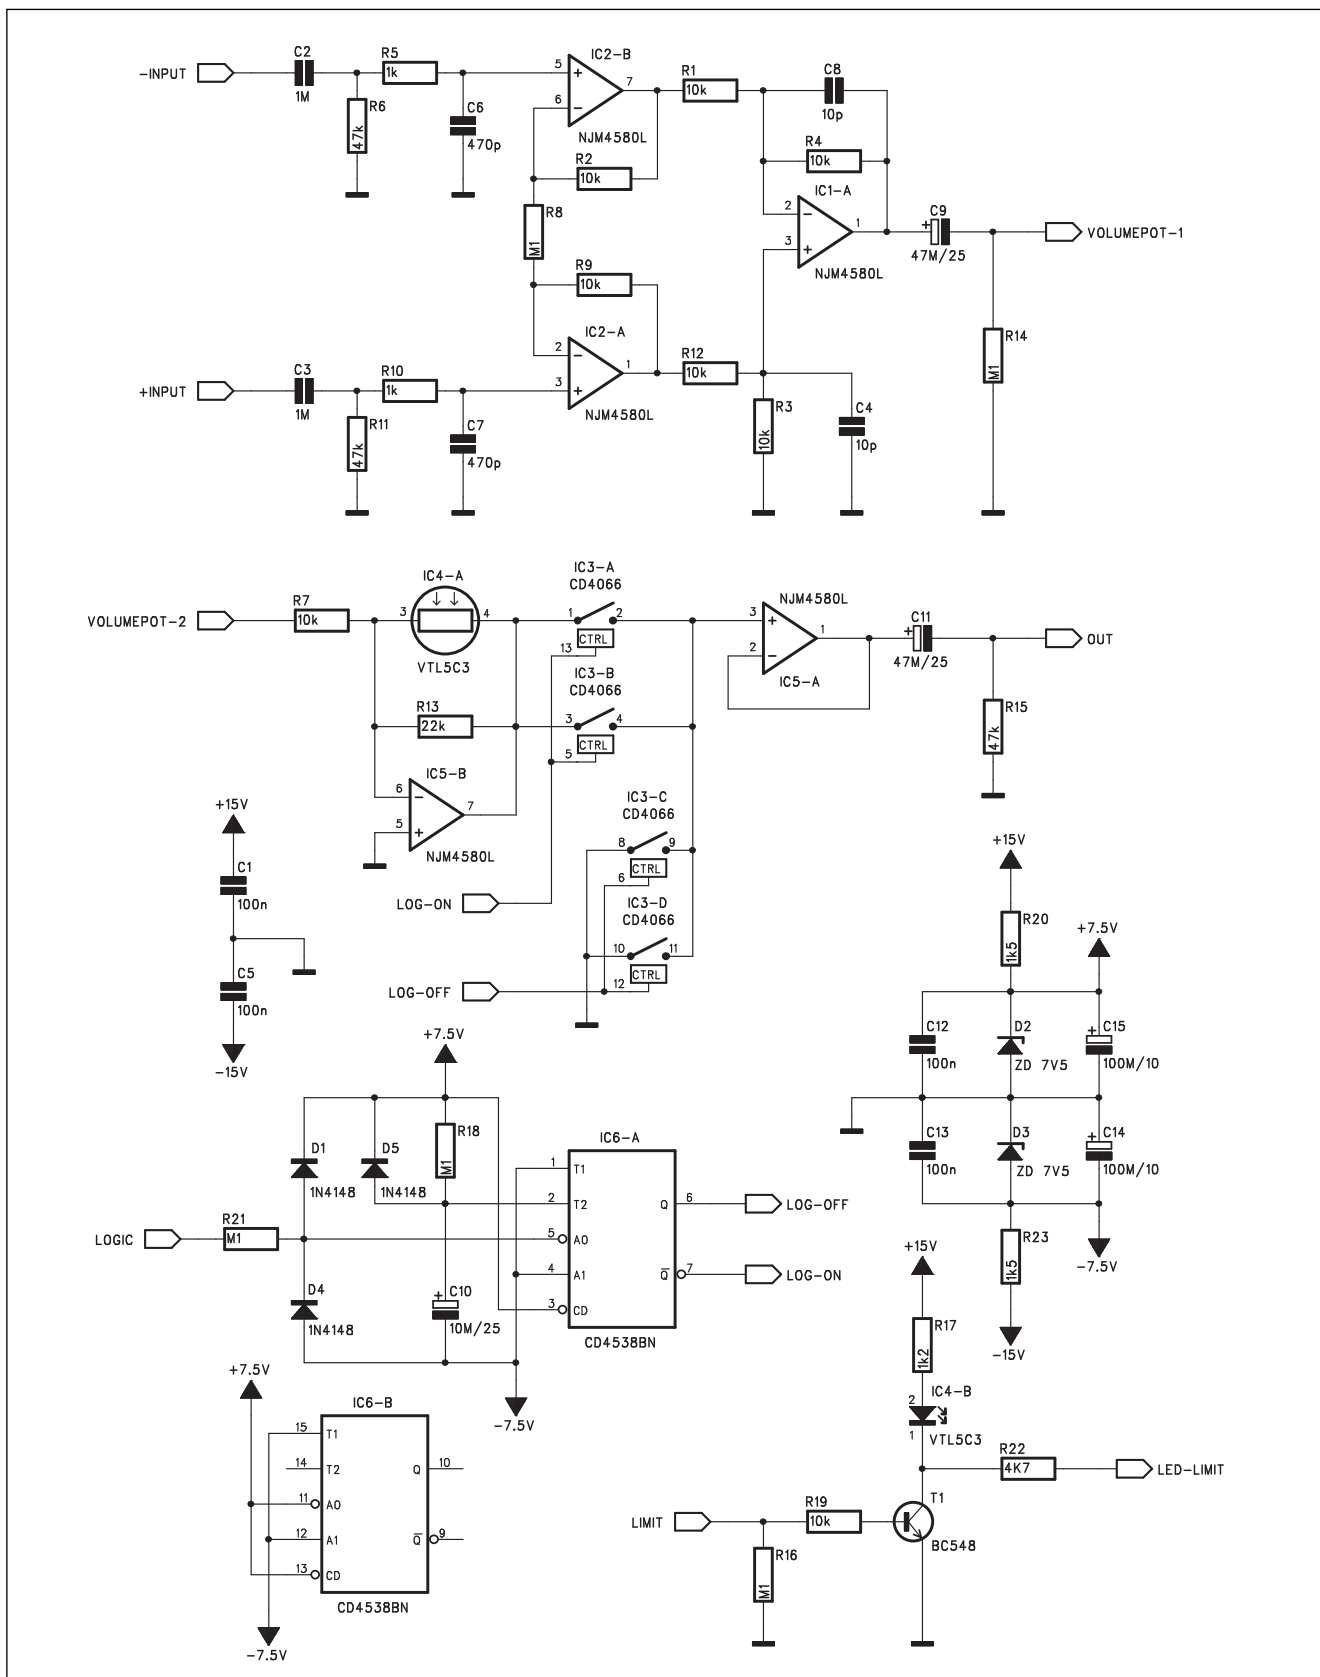 -INPUT
C2
1M
R5
1k
R6
47k
C6
470p
IC2-B
5
+
6
−
7
NJM4580L
R2
10k
R8
M1
R9
10k
R1
10k
C8
10p
R4
10k
IC1-A
2
−
3
+
1
NJM4580L
C9
+
47M/25
VOLUMEPOT-1
R14
M1
+INPUT
C3
1M
R10
1k
R11
47k
C7
470p
IC2-A
2
−
3
+
1
NJM4580L
R12
10k
R3
10k
C4
10p
VOLUMEPOT-2
R7
10k
IC4-A
3
4
VTL5C3
R13
22k
IC5-B
6
−
5
+
7
NJM4580L
IC3-A
CD4066
1
2
CTRL
13
IC3-B
CD4066
3
4
CTRL
5
IC3-C
CD4066
8
9
CTRL
6
IC3-D
CD4066
10
11
CTRL
12
LOG-ON
LOG-OFF
NJM4580L
3
+
2
−
1
IC5-A
C11
+
47M/25
OUT
R15
47k
+15V
C1
100n
C5
100n
-15V
+15V
R20
1k5
+7.5V
C12
100n
D2
ZD 7V5
C15
+
100M/10
C13
100n
D3
ZD 7V5
C14
+
100M/10
R23
1k5
-7.5V
-15V
+7.5V
D1
1N4148
D5
1N4148
R18
M1
LOGIC
R21
M1
D4
1N4148
C10
+
10M/25
-7.5V
IC6-A
1
T1
2
T2
5
A0
4
A1
3
CD
Q
6
Q̅
7
CD4538BN
LOG-OFF
LOG-ON
+7.5V
IC6-B
15
T1
14
T2
11
A0
12
A1
13
CD
Q
10
Q̅
9
CD4538BN
-7.5V
+15V
R17
1k2
IC4-B
2
1
VTL5C3
R22
4K7
LED-LIMIT
LIMIT
R19
10k
R16
M1
T1
BC548